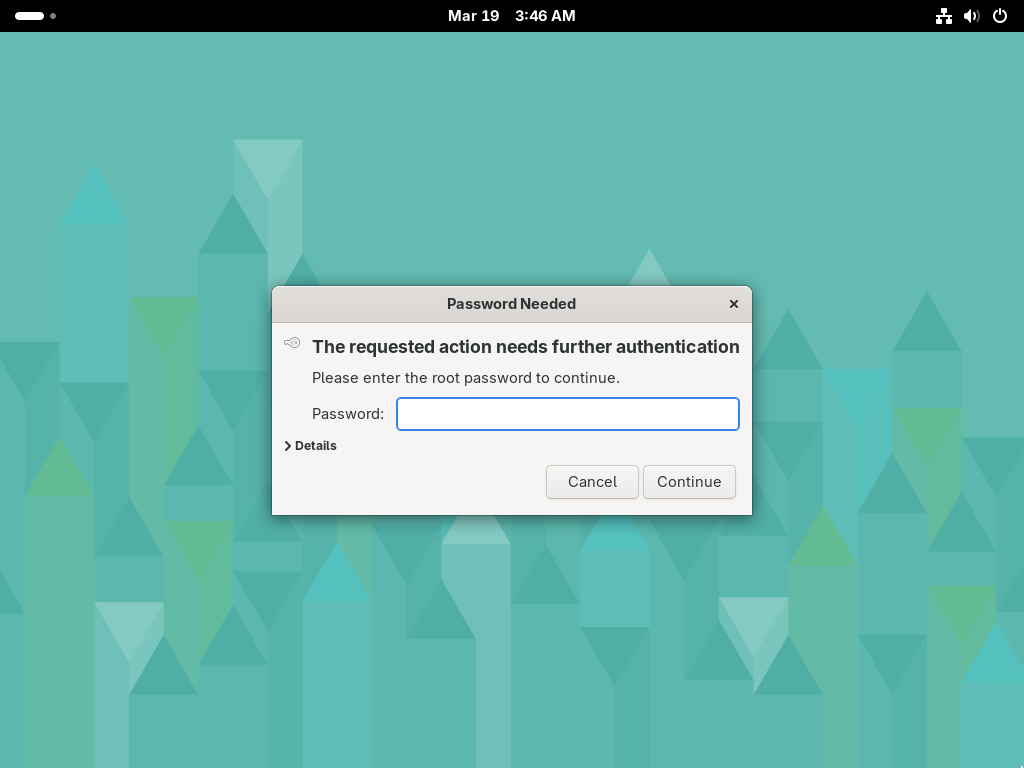 Mar 19 3:46 AM
Password Needed
The requested action needs further authentication
Please enter the root password to continue.
Password:
Details
Cancel Continue